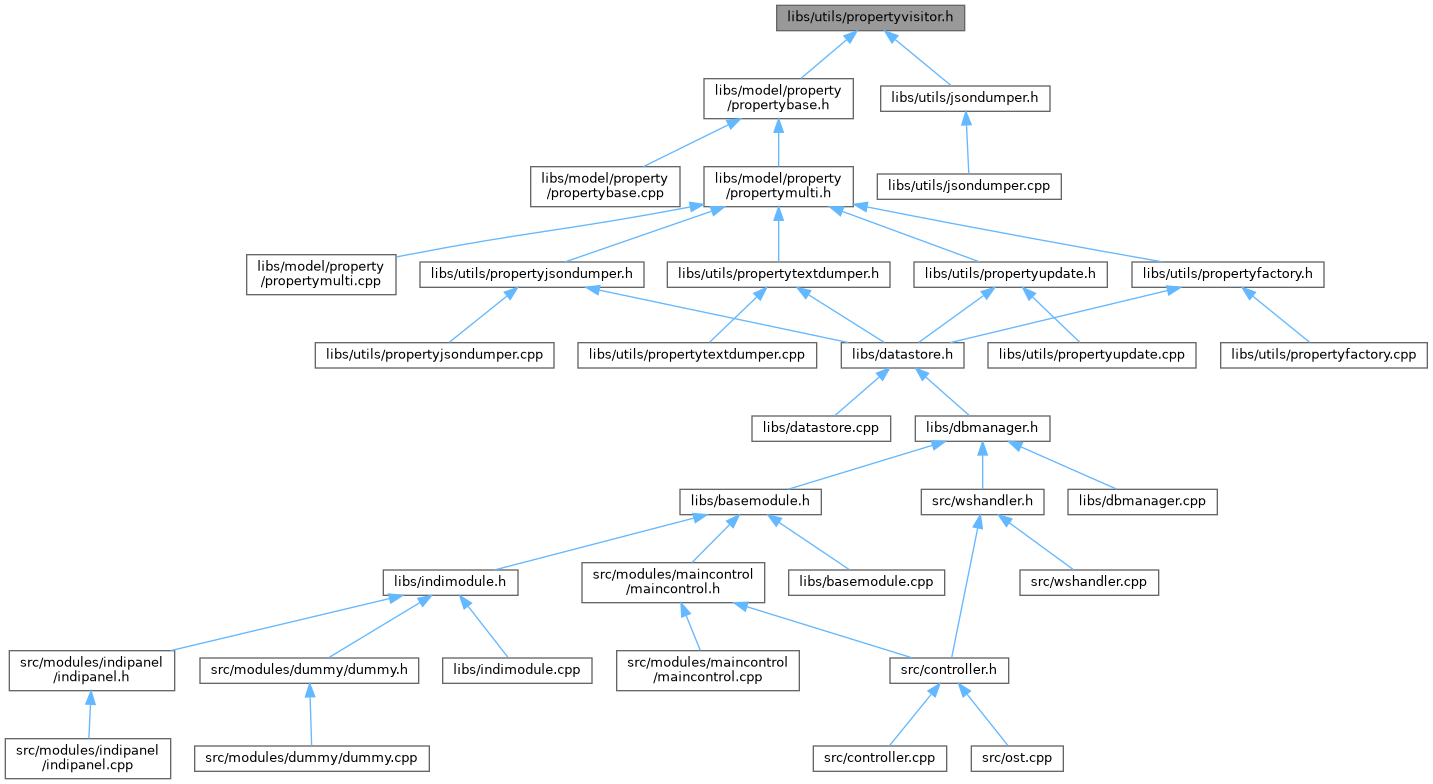 libs/utils/propertyvisitor.h
libs/model/property
/propertybase.h
libs/utils/jsondumper.h
libs/model/property
/propertybase.cpp
libs/model/property
/propertymulti.h
libs/utils/jsondumper.cpp
libs/model/property
/propertymulti.cpp
libs/utils/propertyjsondumper.h
libs/utils/propertytextdumper.h
libs/utils/propertyupdate.h
libs/utils/propertyfactory.h
libs/utils/propertyjsondumper.cpp
libs/utils/propertytextdumper.cpp
libs/datastore.h
libs/utils/propertyupdate.cpp
libs/utils/propertyfactory.cpp
libs/datastore.cpp
libs/dbmanager.h
libs/basemodule.h
src/wshandler.h
libs/dbmanager.cpp
libs/indimodule.h
src/modules/maincontrol
/maincontrol.h
libs/basemodule.cpp
src/wshandler.cpp
src/modules/indipanel
/indipanel.h
src/modules/dummy/dummy.h
libs/indimodule.cpp
src/modules/maincontrol
/maincontrol.cpp
src/controller.h
src/modules/indipanel
/indipanel.cpp
src/modules/dummy/dummy.cpp
src/controller.cpp
src/ost.cpp